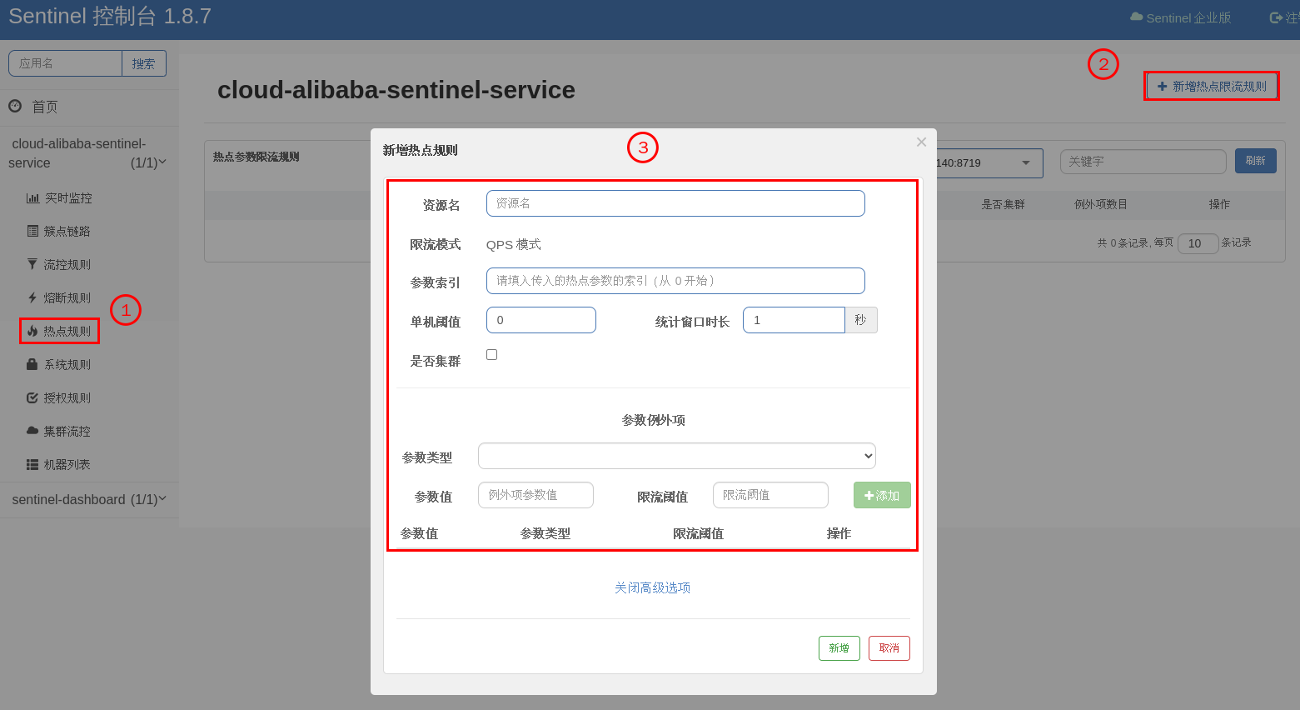 Sentinel 控制台 1.8.7
Sentinel 企业版
注
应用名
搜索
首页
cloud-alibaba-sentinel-
service (1/1)
实时监控
簇点链路
流控规则
熔断规则
①
热点规则
系统规则
授权规则
集群流控
机器列表
sentinel-dashboard (1/1)
cloud-alibaba-sentinel-service
②
新增热点限流规则
热点参数限流规则
140:8719
关键字
刷新
是否集群 例外项数目 操作
共 0 条记录, 每页 10 条记录
新增热点规则
③
×
资源名 资源名
限流模式 QPS 模式
参数索引 请填入传入的热点参数的索引（从 0 开始）
单机阈值 0 统计窗口时长 1 秒
是否集群
参数例外项
参数类型
参数值 例外项参数值 限流阈值 限流阈值 添加
参数值 参数类型 限流阈值 操作
关闭高级选项
新增 取消